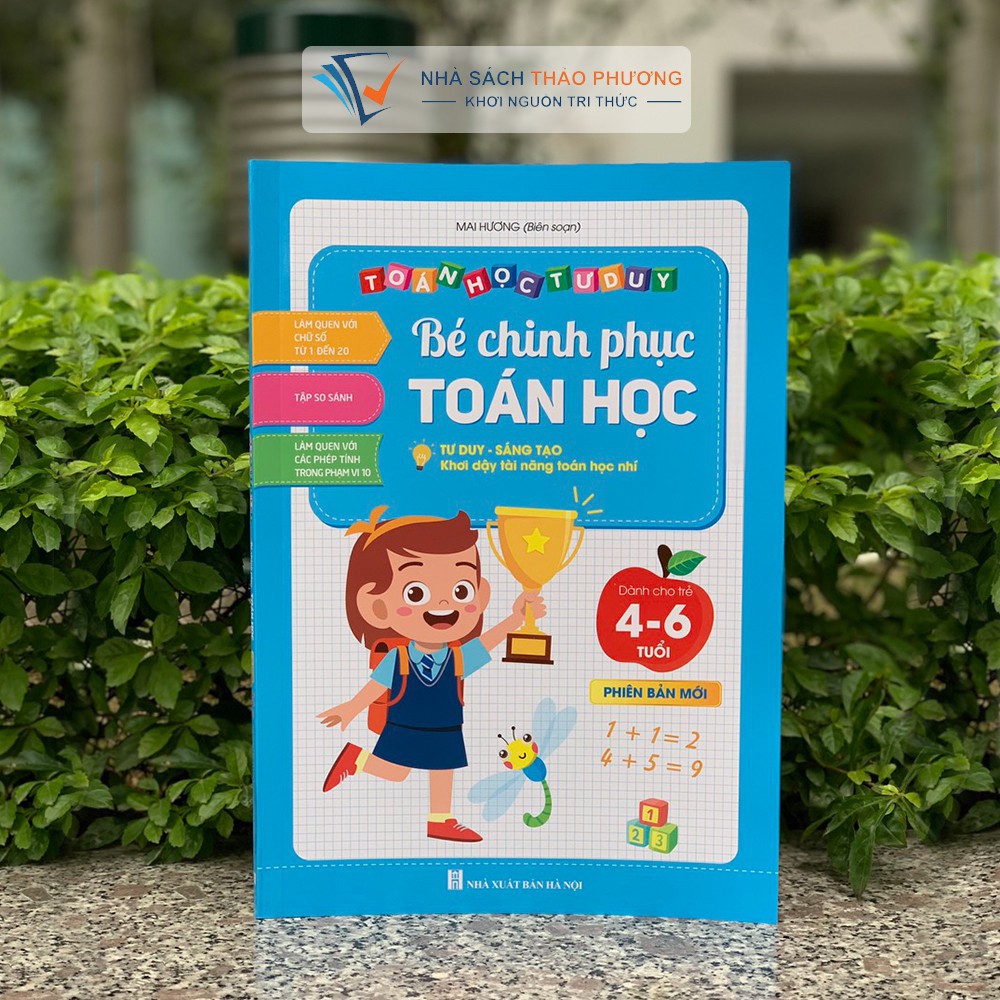 NHÀ SÁCH THẢO PHƯƠNG
KHƠI NGUỒN TRI THỨC
MAI HƯƠNG (Biên soạn)
TOÁN HỌC TƯ DUY
LÀM QUEN VỚI
CHỮ SỐ
TỪ 1 ĐẾN 20
TẬP SO SÁNH
LÀM QUEN VỚI
CÁC PHÉP TÍNH
TRONG PHẠM VI 10
Bé chinh phục
TOÁN HỌC
TƯ DUY - SÁNG TẠO
Khơi dậy tài năng toán học nhí
Dành cho trẻ
4-6
TUỔI
PHIÊN BẢN MỚI
1 + 1 = 2
4 + 5 = 9
1
2 3
NHÀ XUẤT BẢN HÀ NỘI